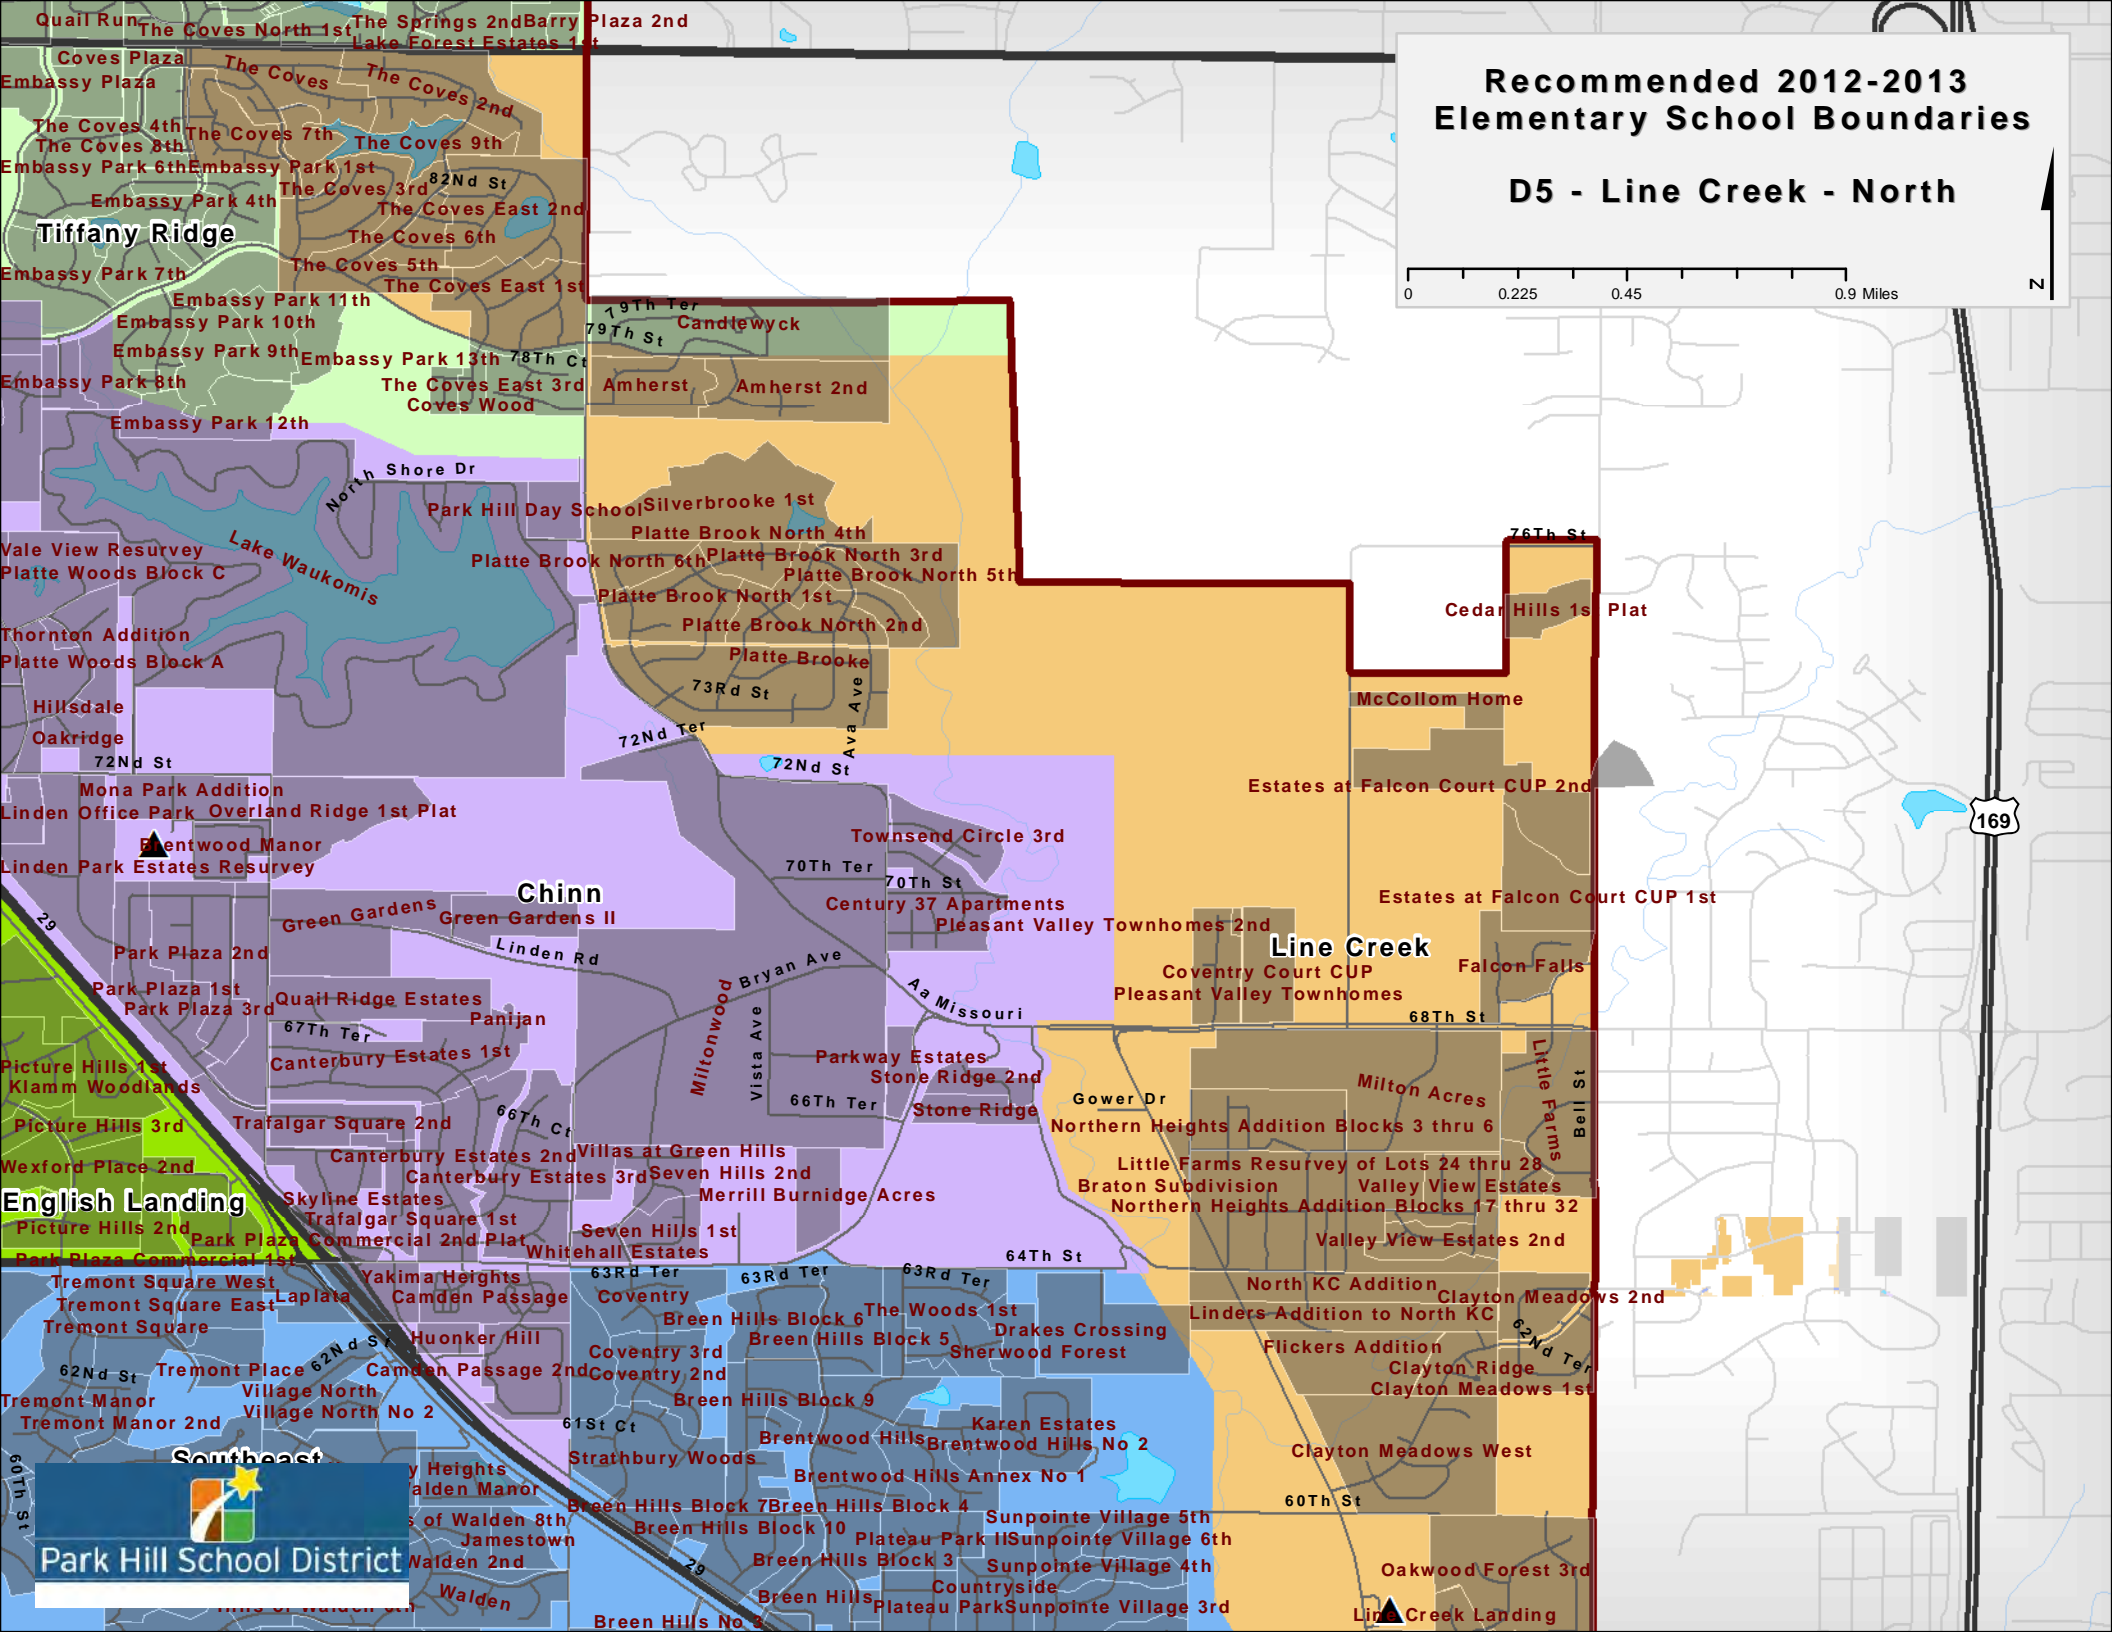 Recommended 2012-2013
Elementary School Boundaries
D5 - Line Creek - North
0 0.225 0.45 0.9 Miles
N
Quail Run
The Coves North 1st
The Springs 2nd
Barry Plaza 2nd
Lake Forest Estates 1st
Coves Plaza
The Coves
The Coves 2nd
Embassy Plaza
The Coves 4th
The Coves 7th
The Coves 8th
The Coves 9th
Embassy Park 6th
Embassy Park 1st
82Nd St
The Coves 3rd
Embassy Park 4th
The Coves East 2nd
Tiffany Ridge
The Coves 6th
The Coves 5th
Embassy Park 7th
The Coves East 1st
Embassy Park 11th
79Th Ter
Embassy Park 10th
Candlewyck
79Th St
Embassy Park 9th
Embassy Park 13th
78Th Ct
Embassy Park 8th
The Coves East 3rd
Amherst
Amherst 2nd
Coves Wood
Embassy Park 12th
North Shore Dr
Park Hill Day School
Silverbrooke 1st
Platte Brook North 4th
76Th St
Vale View Resurvey
Lake Waukomis
Platte Brook North 6th
Platte Brook North 3rd
Platte Woods Block C
Platte Brook North 5th
Platte Brook North 1st
Cedar Hills 1st Plat
Platte Brook North 2nd
Thornton Addition
Platte Woods Block A
Platte Brooke
73Rd St
McCollom Home
Hillsdale
Ava Ave
Oakridge
72Nd Ter
72Nd St
72Nd St
Mona Park Addition
Estates at Falcon Court CUP 2nd
Linden Office Park
Overland Ridge 1st Plat
169
Brentwood Manor
Townsend Circle 3rd
Linden Park Estates Resurvey
70Th Ter
70Th St
Chinn
Estates at Falcon Court CUP 1st
Green Gardens
Green Gardens II
Century 37 Apartments
29
Pleasant Valley Townhomes 2nd
Line Creek
Park Plaza 2nd
Linden Rd
Bryan Ave
Coventry Court CUP
Falcon Falls
Park Plaza 1st
Quail Ridge Estates
Miltonwood
Aa Missouri
Pleasant Valley Townhomes
Park Plaza 3rd
Panijan
68Th St
67Th Ter
Vista Ave
Canterbury Estates 1st
Parkway Estates
Picture Hills 1st
Stone Ridge 2nd
Klamm Woodlands
Milton Acres
Little Farms
Bell St
66Th Ter
Stone Ridge
Gower Dr
Picture Hills 3rd
Trafalgar Square 2nd
66Th Ct
Northern Heights Addition Blocks 3 thru 6
Canterbury Estates 2nd
Villas at Green Hills
Wexford Place 2nd
Canterbury Estates 3rd
Seven Hills 2nd
Little Farms Resurvey of Lots 24 thru 28
Braton Subdivision
Valley View Estates
English Landing
Skyline Estates
Merrill Burnidge Acres
Northern Heights Addition Blocks 17 thru 32
Picture Hills 2nd
Trafalgar Square 1st
Seven Hills 1st
Park Plaza Commercial 2nd Plat
Whitehall Estates
Valley View Estates 2nd
Park Plaza Commercial 1st
64Th St
Tremont Square West
Yakima Heights
63Rd Ter
63Rd Ter
63Rd Ter
North KC Addition
Laplata
Camden Passage
Coventry
Clayton Meadows 2nd
Tremont Square East
The Woods 1st
Linders Addition to North KC
Tremont Square
Breen Hills Block 6
Drakes Crossing
62Nd St
Huonker Hill
Breen Hills Block 5
Sherwood Forest
Flickers Addition
62Nd Ter
Coventry 3rd
62Nd St
Tremont Place
Camden Passage 2nd
Coventry 2nd
Clayton Ridge
Village North
Clayton Meadows 1st
Tremont Manor
Village North No 2
Breen Hills Block 9
Tremont Manor 2nd
61St Ct
Karen Estates
Brentwood Hills
Brentwood Hills No 2
Clayton Meadows West
Southeast
Strathbury Woods
60Th St
y Heights
Brentwood Hills Annex No 1
alden Manor
60Th St
Breen Hills Block 7
Breen Hills Block 4
s of Walden 8th
Sunpointe Village 5th
Breen Hills Block 10
Jamestown
Plateau Park II
Sunpointe Village 6th
Park Hill School District
Walden 2nd
29
Breen Hills Block 3
Sunpointe Village 4th
Oakwood Forest 3rd
Walden
Countryside
Breen Hills
Plateau Park
Sunpointe Village 3rd
Line Creek Landing
Breen Hills No 3